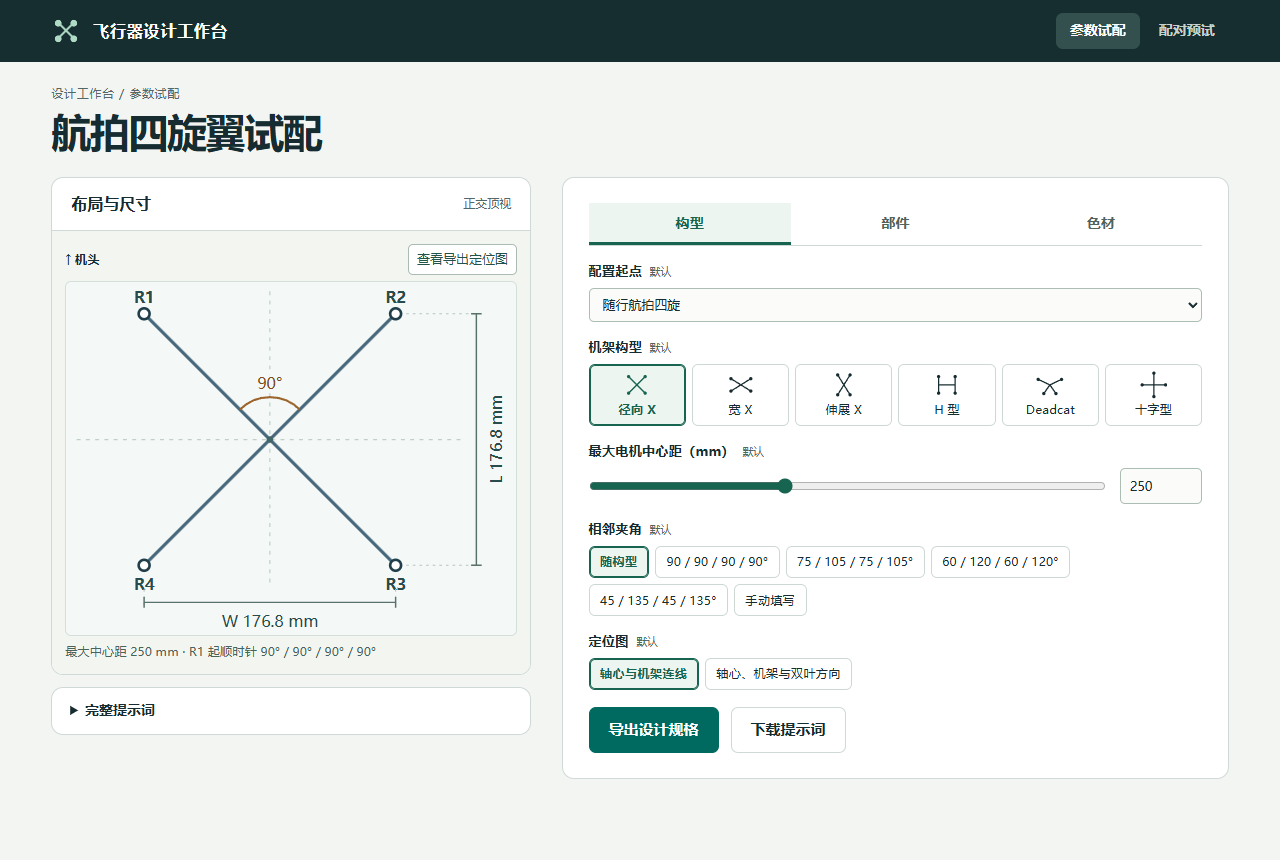 飞行器设计工作台
参数试配
配对预试
设计工作台 / 参数试配
航拍四旋翼试配
布局与尺寸
正交顶视
↑ 机头
查看导出定位图
R1
R2
90°
L 176.8 mm
R4
R3
W 176.8 mm
最大中心距 250 mm · R1 起顺时针 90° / 90° / 90° / 90°
▶ 完整提示词
构型
部件
色材
配置起点 默认
随行航拍四旋
机架构型 默认
径向 X
宽 X
伸展 X
H 型
Deadcat
十字型
最大电机中心距（mm） 默认
250
相邻夹角 默认
随构型
90 / 90 / 90 / 90°
75 / 105 / 75 / 105°
60 / 120 / 60 / 120°
45 / 135 / 45 / 135°
手动填写
定位图 默认
轴心与机架连线
轴心、机架与双叶方向
导出设计规格
下载提示词